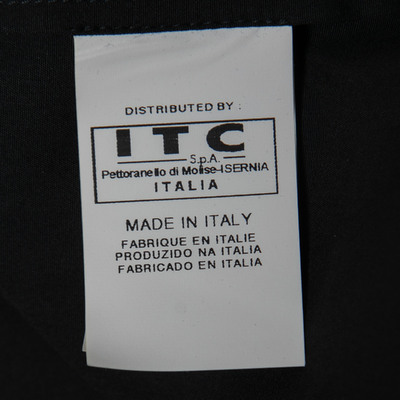 DISTRIBUTED BY :
ITC
S.p.A.
Pettoranello di Molise-ISERNIA
ITALIA
MADE IN ITALY
FABRIQUE EN ITALIE
PRODUZIDO NA ITALIA
FABRICADO EN ITALIA